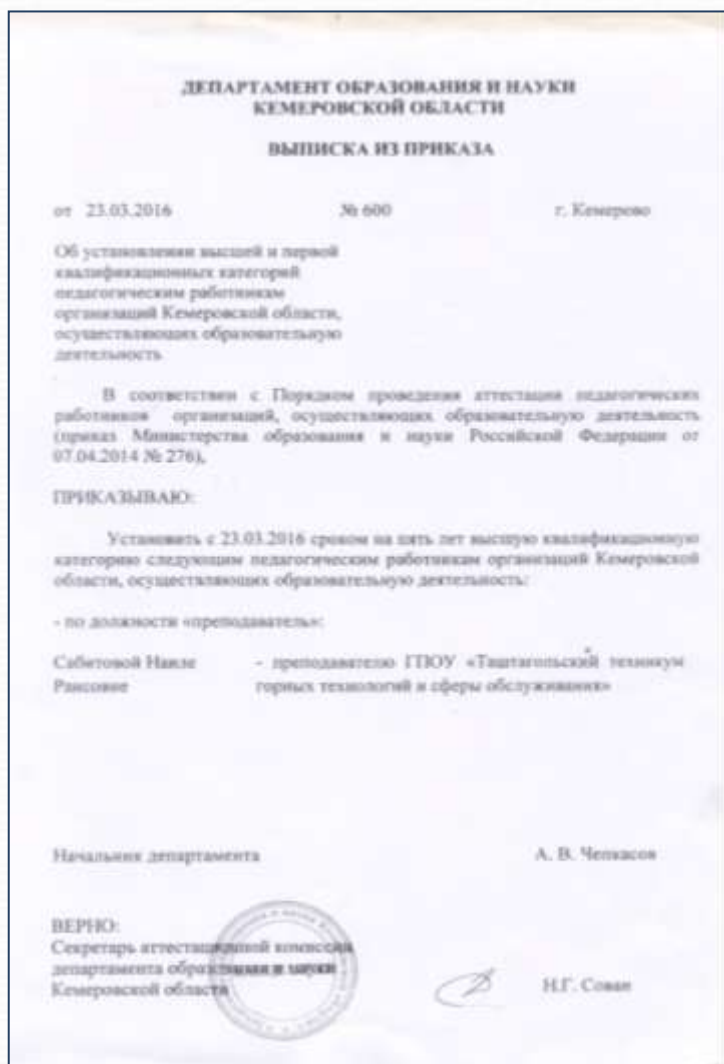 ДЕПАРТАМЕНТ ОБРАЗОВАНИЯ И НАУКИ
КЕМЕРОВСКОЙ ОБЛАСТИ
ВЫПИСКА ИЗ ПРИКАЗА
от 23.03.2016 № 600 г. Кемерово
Об установлении высшей и первой
квалификационных категорий
педагогическим работникам
организаций Кемеровской области,
осуществляющих образовательную
деятельность
В соответствии с Порядком проведения аттестации педагогических
работников организаций, осуществляющих образовательную деятельность
(приказ Министерства образования и науки Российской Федерации от
07.04.2014 № 276),
ПРИКАЗЫВАЮ:
Установить с 23.03.2016 сроком на пять лет высшую квалификационную
категорию следующим педагогическим работникам организаций Кемеровской
области, осуществляющих образовательную деятельность:
- по должности «преподаватель»:
Сабитовой Наиле - преподавателю ГПОУ «Таштагольский техникум
Раисовне горных технологий и сферы обслуживания»
Начальник департамента А. В. Чепкасов
ВЕРНО:
Секретарь аттестационной комиссии
департамента образования и науки
Кемеровской области Н.Г. Совап